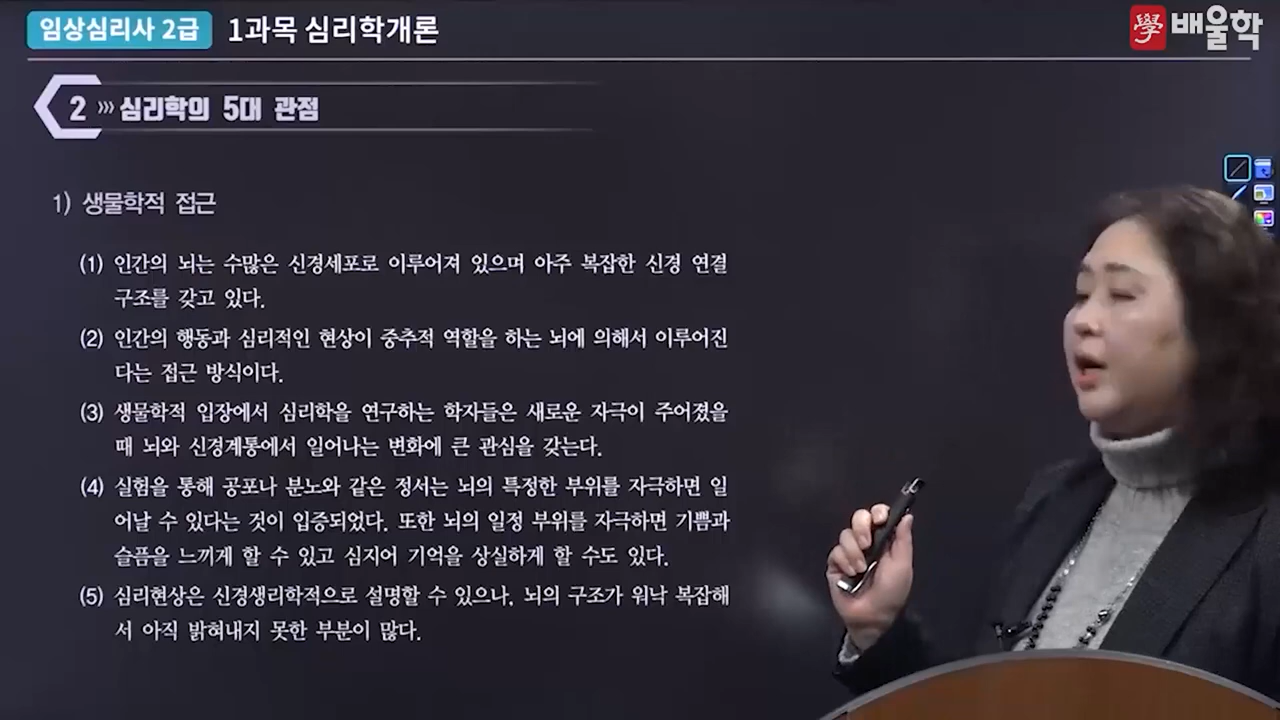 임상심리사 2급 1과목 심리학개론
學 배울학
2 »» 심리학의 5대 관점
1) 생물학적 접근
(1) 인간의 뇌는 수많은 신경세포로 이루어져 있으며 아주 복잡한 신경 연결
구조를 갖고 있다.
(2) 인간의 행동과 심리적인 현상이 중추적 역할을 하는 뇌에 의해서 이루어진
다는 접근 방식이다.
(3) 생물학적 입장에서 심리학을 연구하는 학자들은 새로운 자극이 주어졌을
때 뇌와 신경계통에서 일어나는 변화에 큰 관심을 갖는다.
(4) 실험을 통해 공포나 분노와 같은 정서는 뇌의 특정한 부위를 자극하면 일
어날 수 있다는 것이 입증되었다. 또한 뇌의 일정 부위를 자극하면 기쁨과
슬픔을 느끼게 할 수 있고 심지어 기억을 상실하게 할 수도 있다.
(5) 심리현상은 신경생리학적으로 설명할 수 있으나, 뇌의 구조가 워낙 복잡해
서 아직 밝혀내지 못한 부분이 많다.